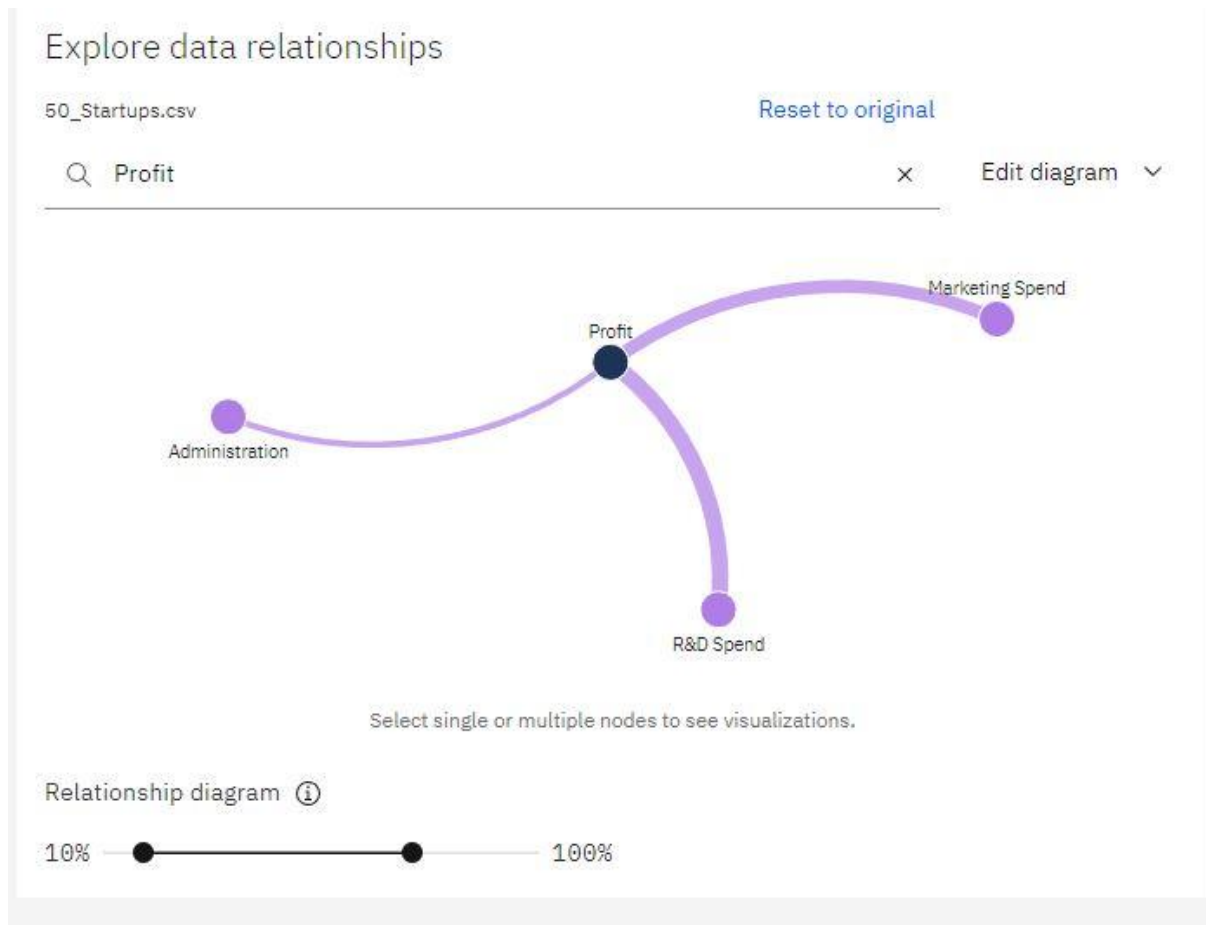 Explore data relationships
50_Startups.csv
Reset to original
Profit
Edit diagram
Marketing Spend
Profit
Administration
R&D Spend
Select single or multiple nodes to see visualizations.
Relationship diagram
10%
100%